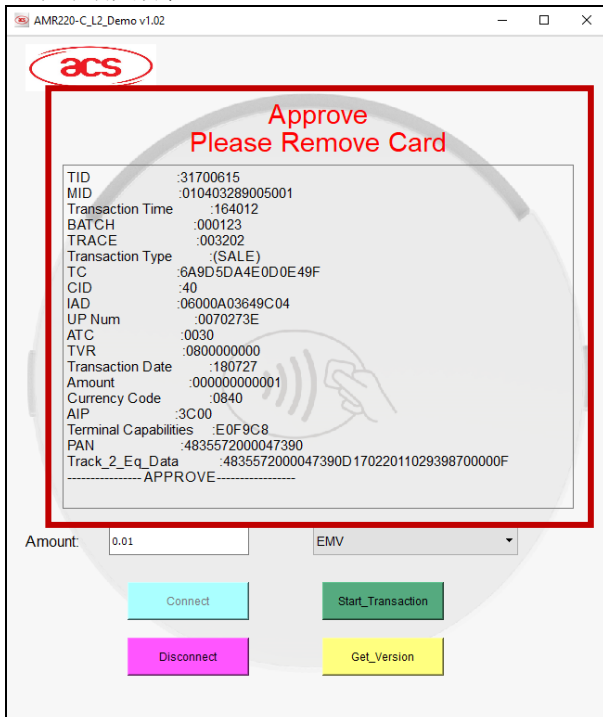 AMR220-C_L2_Demo v1.02
acs
Approve
Please Remove Card
TID :31700615
MID :010403289005001
Transaction Time :164012
BATCH :000123
TRACE :003202
Transaction Type :(SALE)
TC :6A9D5DA4E0D0E49F
CID :40
IAD :06000A03649C04
UP Num :0070273E
ATC :0030
TVR :0800000000
Transaction Date :180727
Amount :000000000001
Currency Code :0840
AIP :3C00
Terminal Capabilities :E0F9C8
PAN :4835572000047390
Track_2_Eq_Data :4835572000047390D17022011029398700000F
---------------- APPROVE-----------------
Amount: 0.01 EMV
Connect Start_Transaction
Disconnect Get_Version